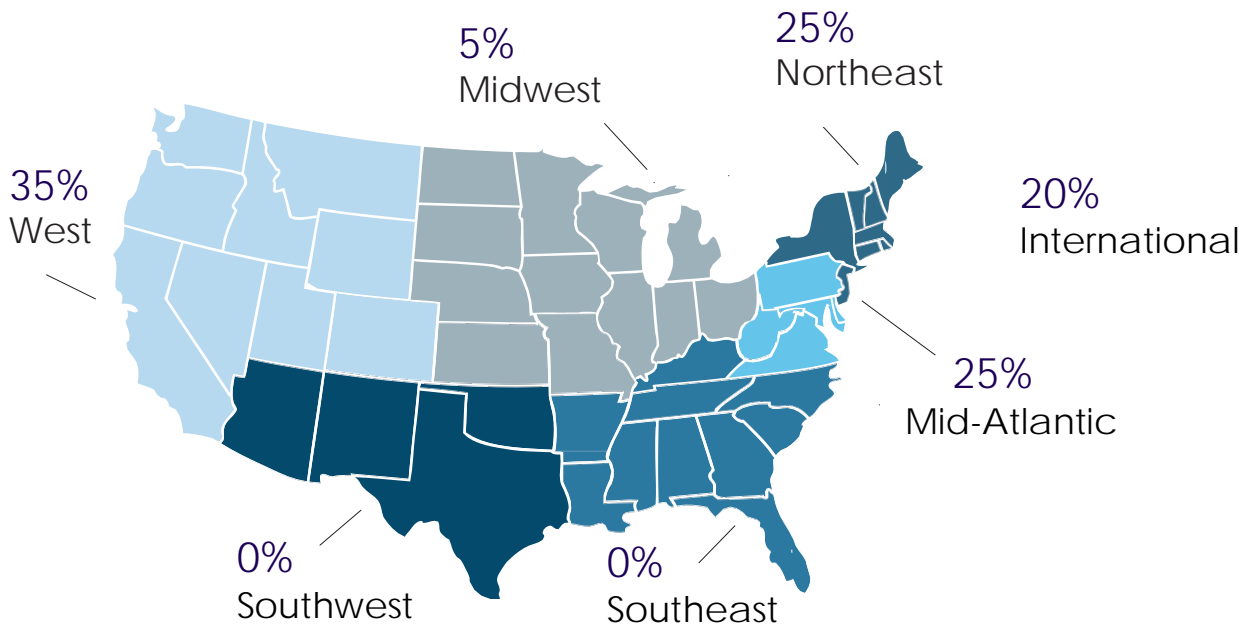 25%
Northeast
5%
Midwest
35%
West
20%
International
25%
Mid-Atlantic
0%
Southwest
0%
Southeast